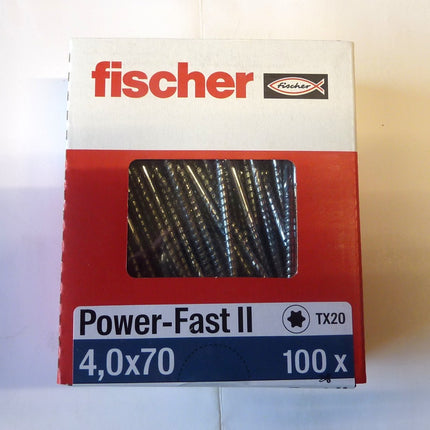 fischer
fischer
Power-Fast II
TX20
4,0x70
100 x